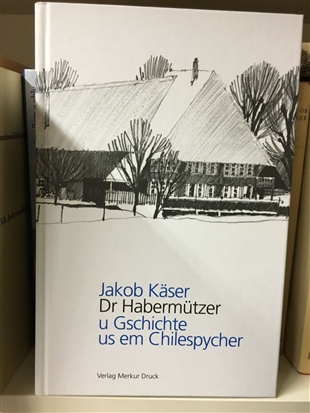 Jakob Käser
Dr Habermützer
u Gschichte
us em Chilespycher
Verlag Merkur Druck